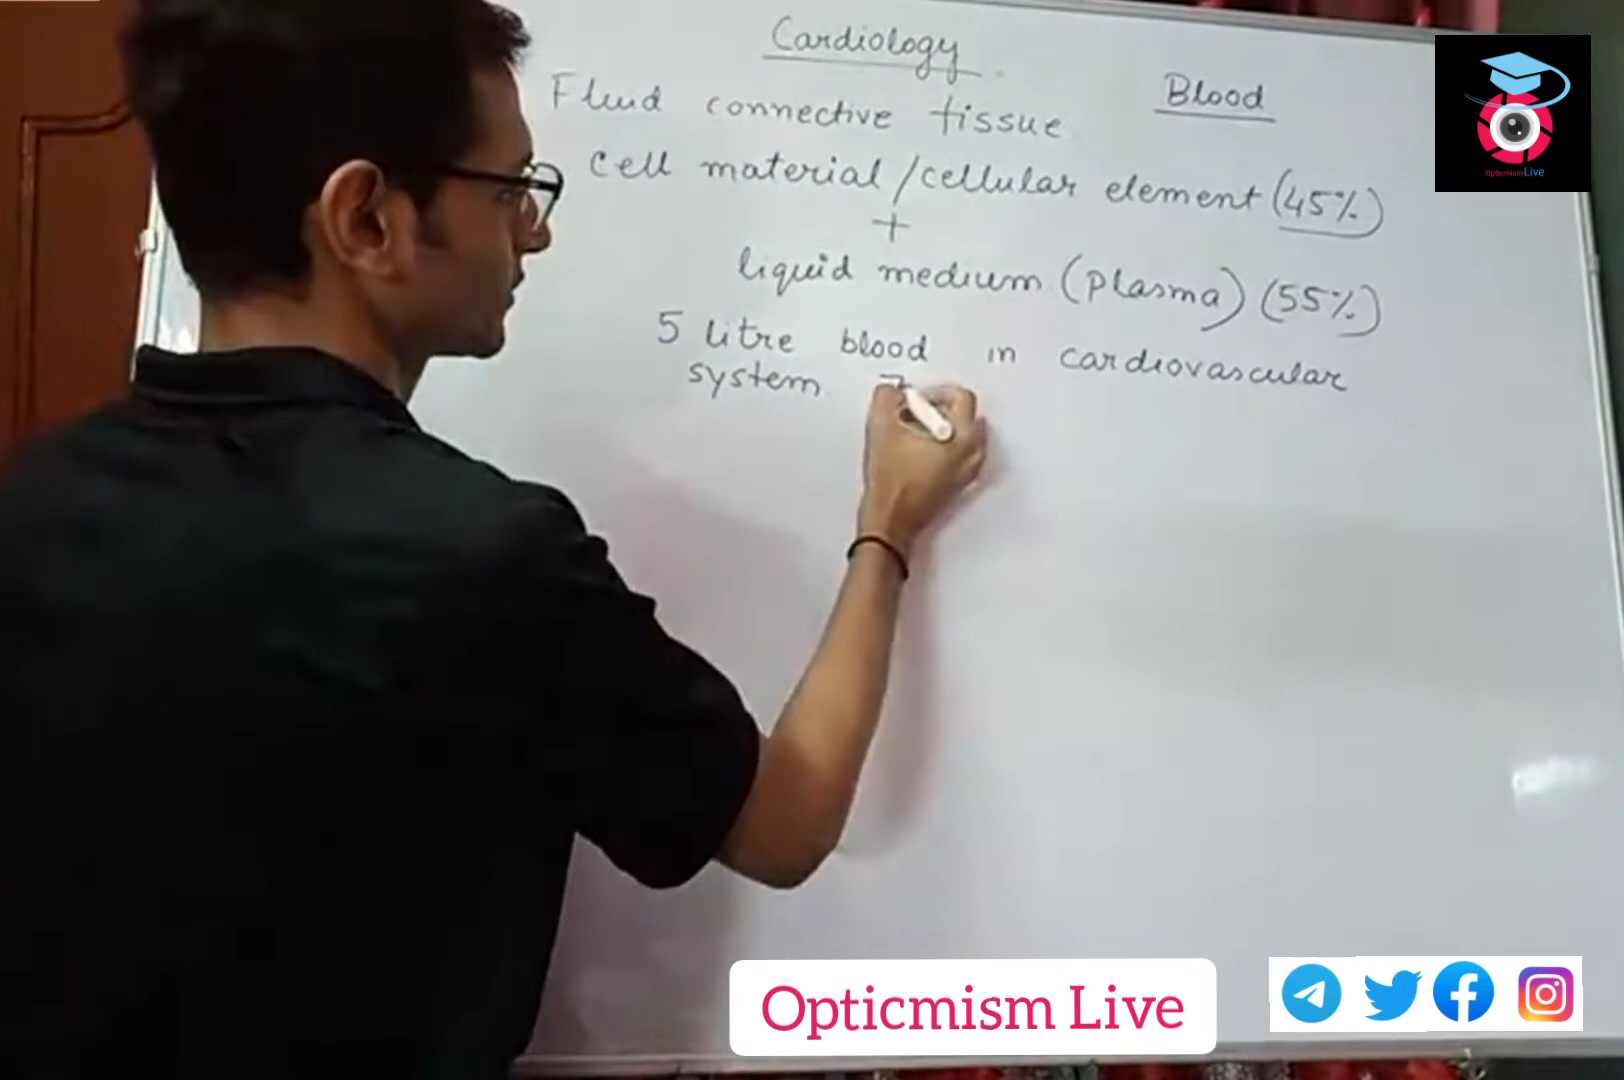 Cardiology
Blood
Fluid connective tissue
cell material / cellular element (45%)
+
liquid medium (plasma) (55%)
5 litre blood in cardiovascular
system.
OpticmismLive
Opticmism Live